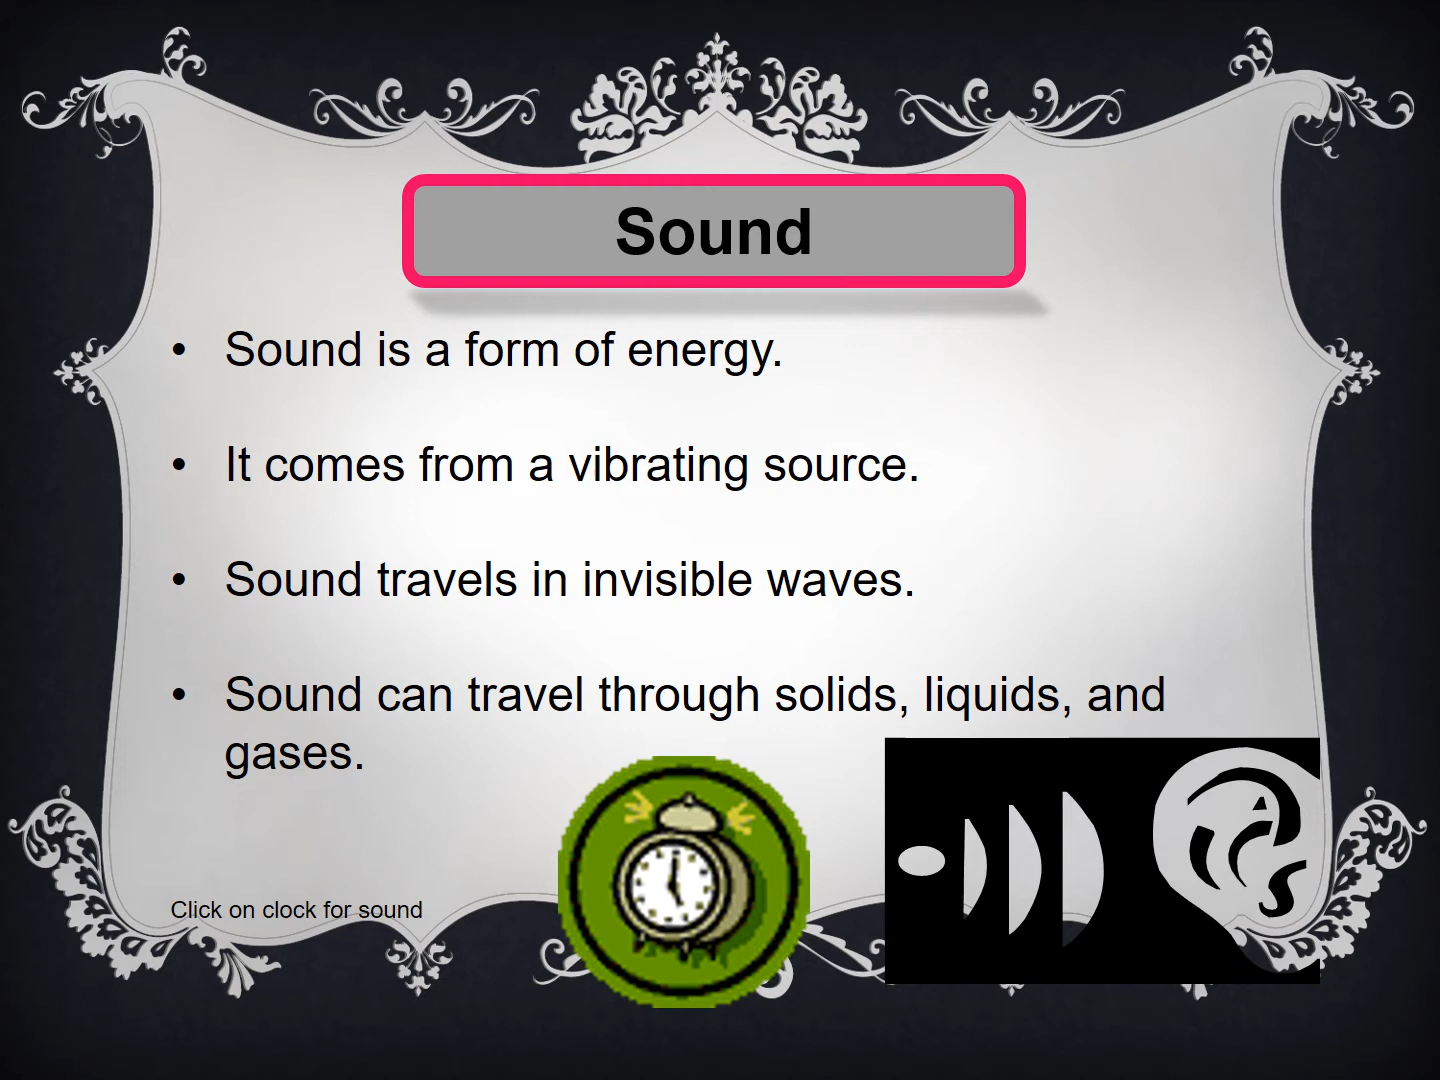 Sound
• Sound is a form of energy.
• It comes from a vibrating source.
• Sound travels in invisible waves.
• Sound can travel through solids, liquids, and
gases.
Click on clock for sound